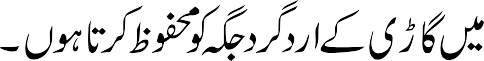 میں گاڑی کے ارد گرد جگہ کو محفوظ کرتا ہوں ۔